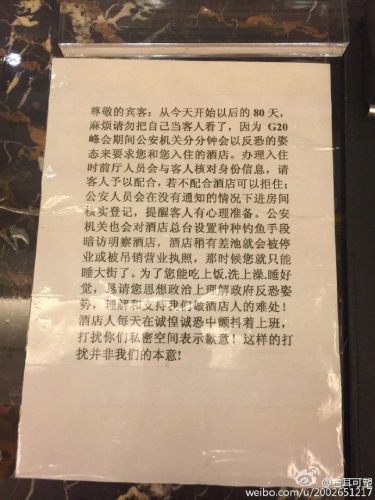 尊敬的宾客：从今天开始以后的 80 天，
麻烦请勿把自己当客人看了，因为 G20
峰会期间公安机关分分钟会以反恐的姿
态来要求您和您入住的酒店。办理入住
时前厅人员会与客人核对身份信息，请
客人予以配合，若不配合酒店可以拒住；
公安人员会在没有通知的情况下进房间
核实登记，提醒客人有心理准备。公安
机关也会对酒店总台设置种种钓鱼手段
暗访明察酒店，酒店稍有差池就会被停
业或被吊销营业执照，那时候您就只能
睡大街了。为了您能吃上饭,洗上澡,睡好
觉，恳请您思想政治上理解政府反恐姿
势，理解和支持我们做酒店人的难处！
酒店人每天在诚惶诚恐中颤抖着上班，
打扰你们私密空间表示歉意！这样的打
扰并非我们的本意！
weibo.com/u/2002651217